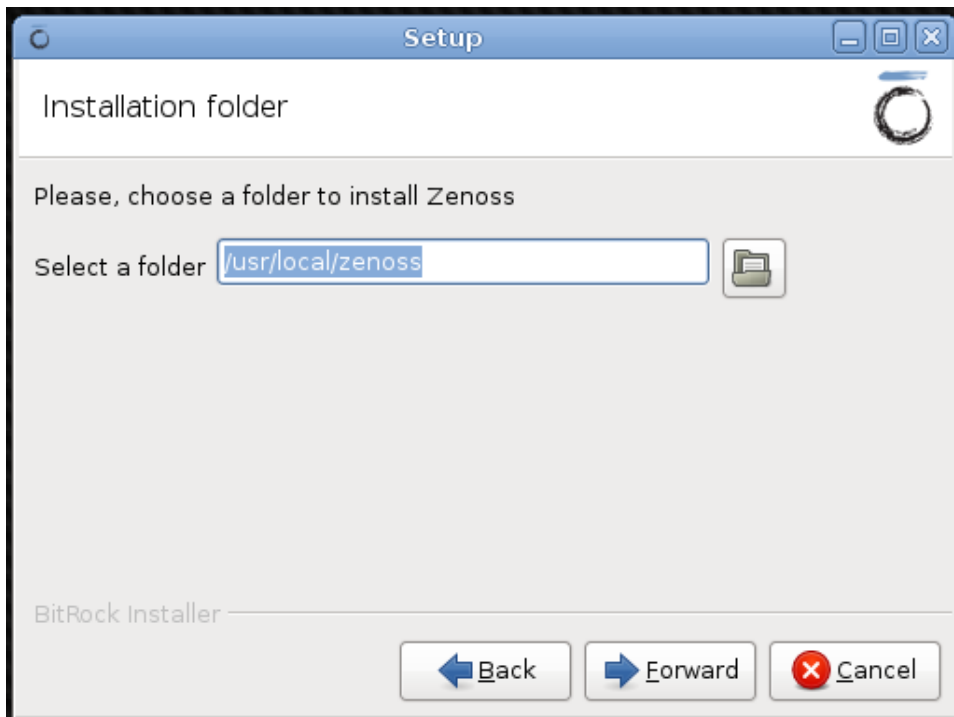 Setup
Installation folder
Please, choose a folder to install Zenoss
Select a folder /usr/local/zenoss
BitRock Installer
Back Forward Cancel